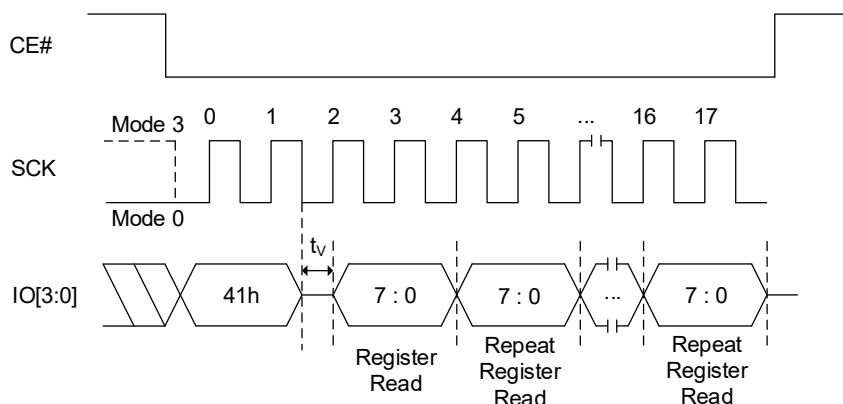 CE#
Mode 3
0 1 2 3 4 5 ... 16 17
SCK
Mode 0
tV
IO[3:0]
41h 7 : 0 7 : 0 ... 7 : 0
Register
Read
Repeat
Register
Read
Repeat
Register
Read